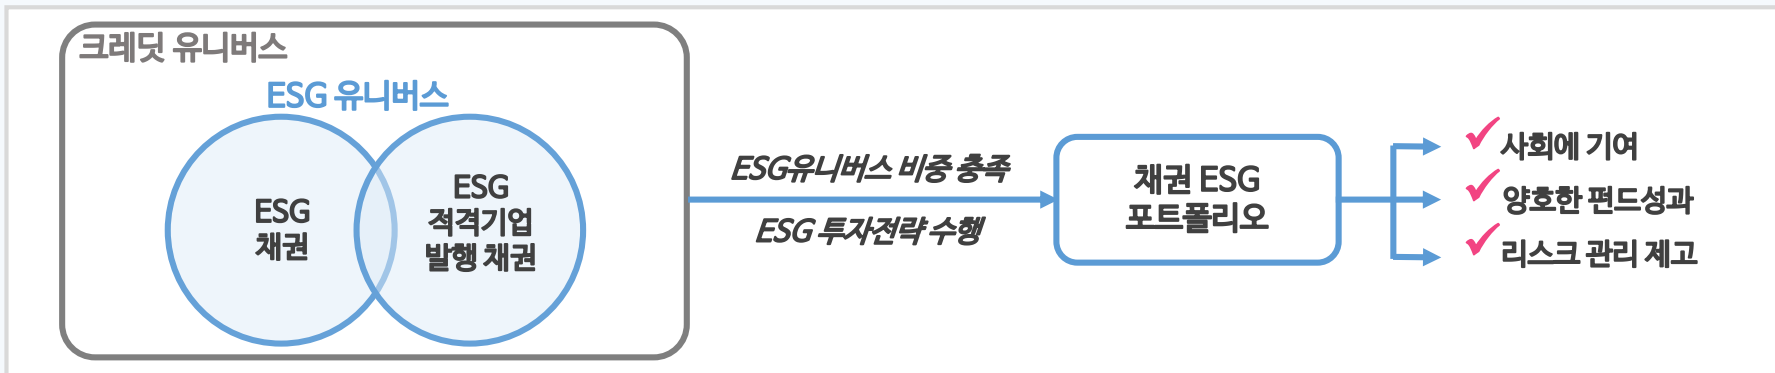 크레딧 유니버스
ESG 유니버스
ESG
채권
ESG
적격기업
발행 채권
ESG유니버스 비중 충족
ESG 투자전략 수행
채권 ESG
포트폴리오
사회에 기여
양호한 펀드성과
리스크 관리 제고